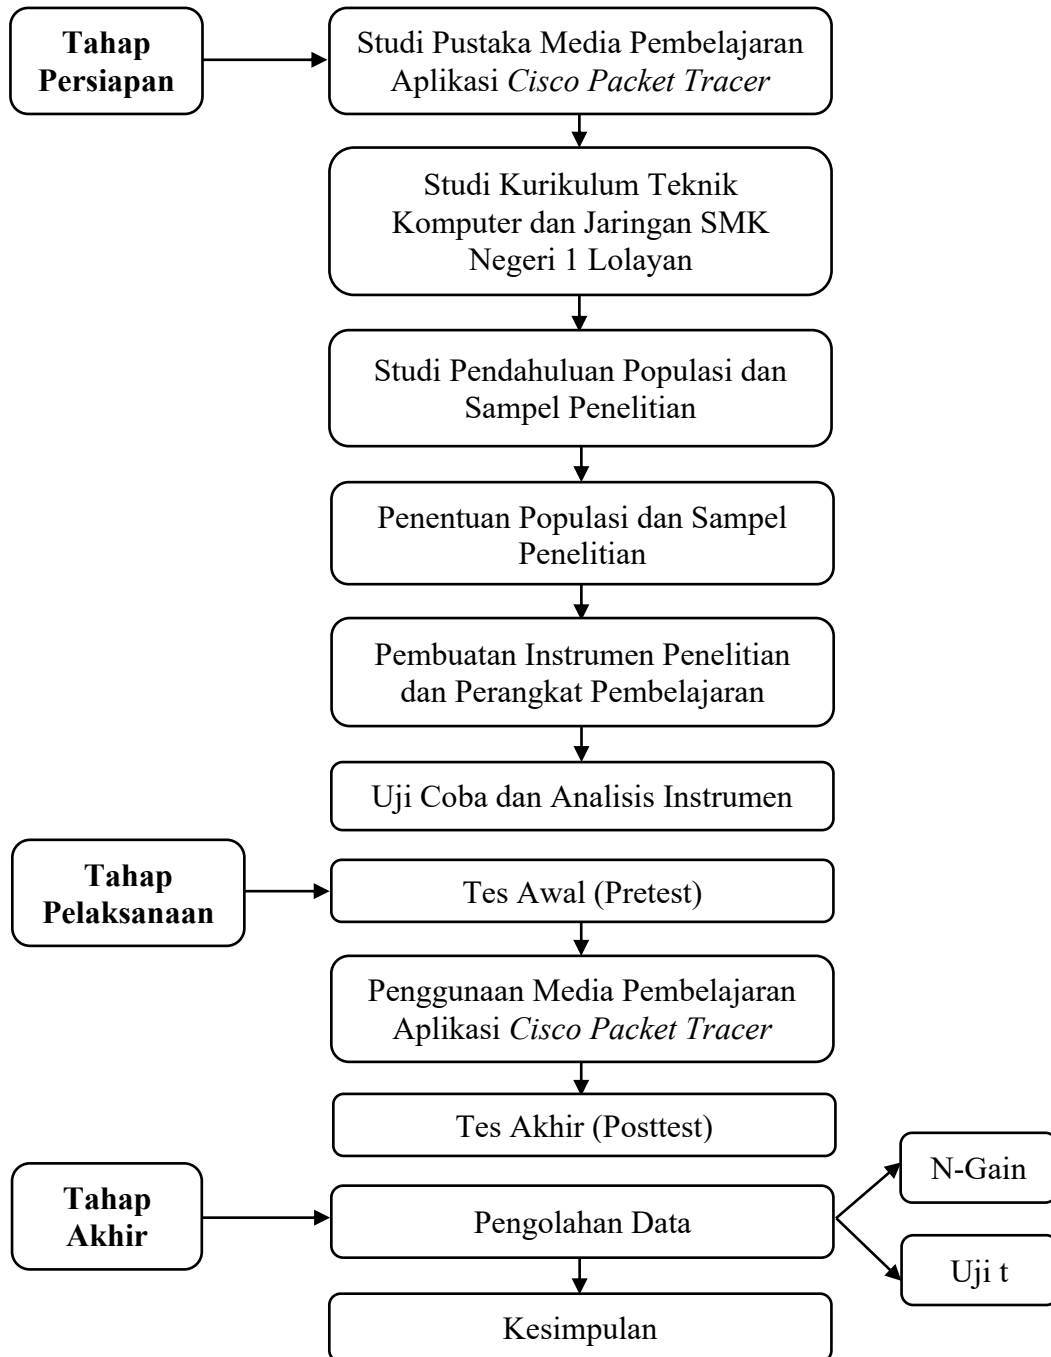 Tahap
Persiapan
Studi Pustaka Media Pembelajaran
Aplikasi Cisco Packet Tracer
Studi Kurikulum Teknik
Komputer dan Jaringan SMK
Negeri 1 Lolayan
Studi Pendahuluan Populasi dan
Sampel Penelitian
Penentuan Populasi dan Sampel
Penelitian
Pembuatan Instrumen Penelitian
dan Perangkat Pembelajaran
Uji Coba dan Analisis Instrumen
Tahap
Pelaksanaan
Tes Awal (Pretest)
Penggunaan Media Pembelajaran
Aplikasi Cisco Packet Tracer
Tes Akhir (Posttest)
Tahap
Akhir
Pengolahan Data
N-Gain
Uji t
Kesimpulan